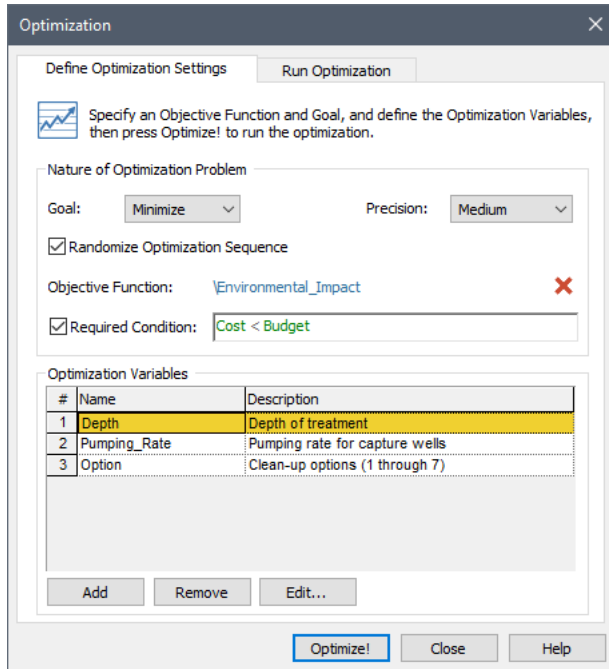 Optimization
Define Optimization Settings
Run Optimization
Specify an Objective Function and Goal, and define the Optimization Variables,
then press Optimize! to run the optimization.
Nature of Optimization Problem
Goal: Minimize Precision: Medium
Randomize Optimization Sequence
Objective Function: \Environmental_Impact
Required Condition: Cost < Budget
Optimization Variables
# Name Description
1 Depth Depth of treatment
2 Pumping_Rate Pumping rate for capture wells
3 Option Clean-up options (1 through 7)
Add Remove Edit...
Optimize! Close Help